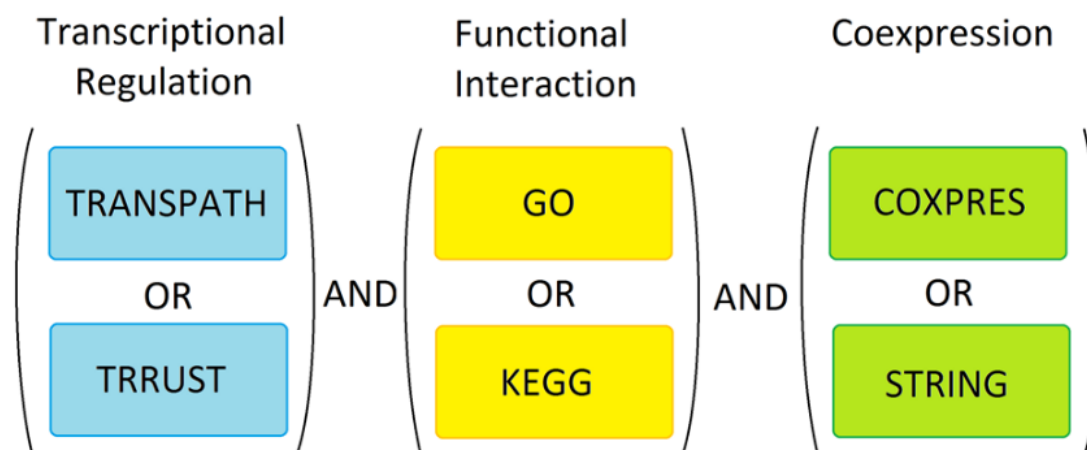 Transcriptional
Regulation
Functional
Interaction
Coexpression
TRANSPATH
OR
TRRUST
AND
GO
OR
KEGG
AND
COXPRES
OR
STRING